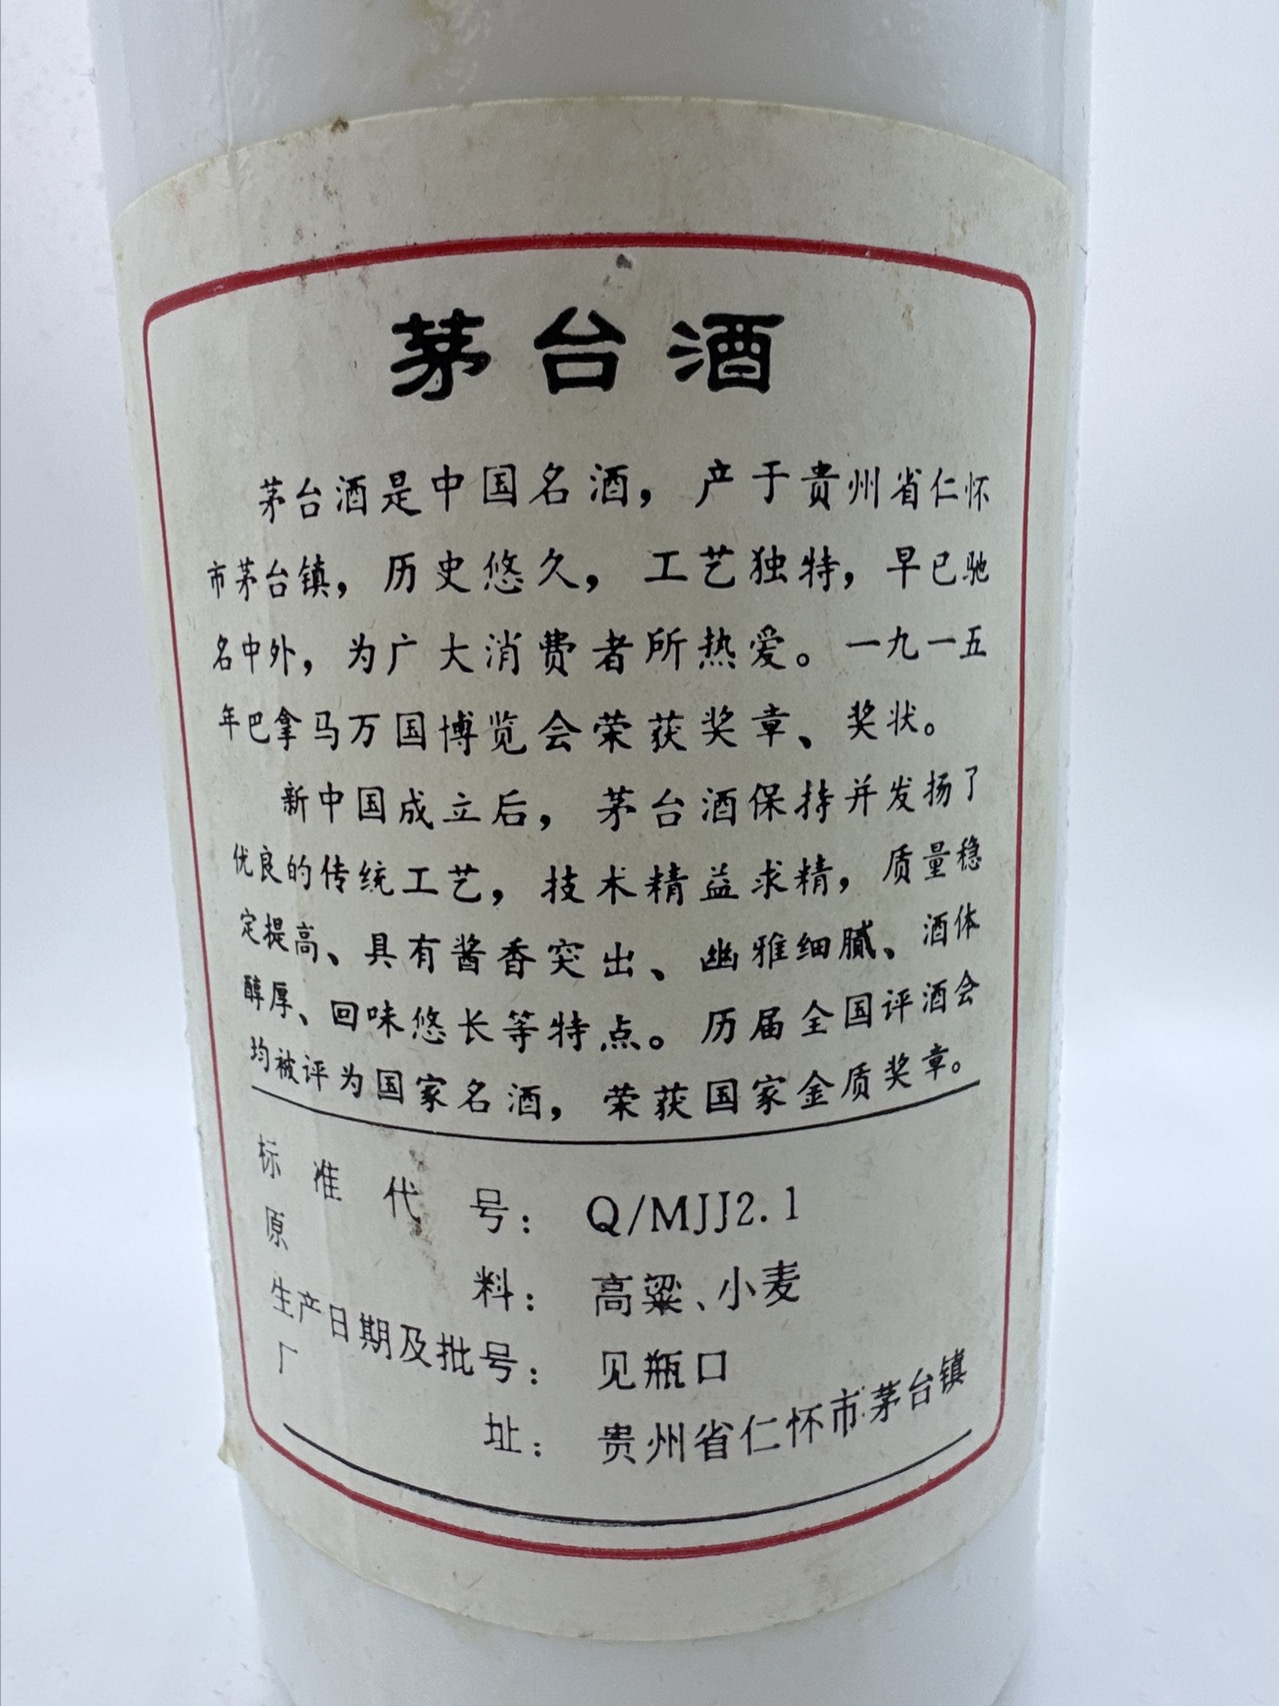 茅台酒
茅台酒是中国名酒，产于贵州省仁怀
市茅台镇，历史悠久，工艺独特，早已驰
名中外，为广大消费者所热爱。一九一五
年巴拿马万国博览会荣获奖章、奖状。
新中国成立后，茅台酒保持并发扬了
优良的传统工艺，技术精益求精，质量稳
定提高、具有酱香突出、幽雅细腻、酒体
醇厚、回味悠长等特点。历届全国评酒会
均被评为国家名酒，荣获国家金质奖章。
标准代号：Q/MJJ2.1
原料：高粱、小麦
生产日期及批号：见瓶口
厂址：贵州省仁怀市茅台镇